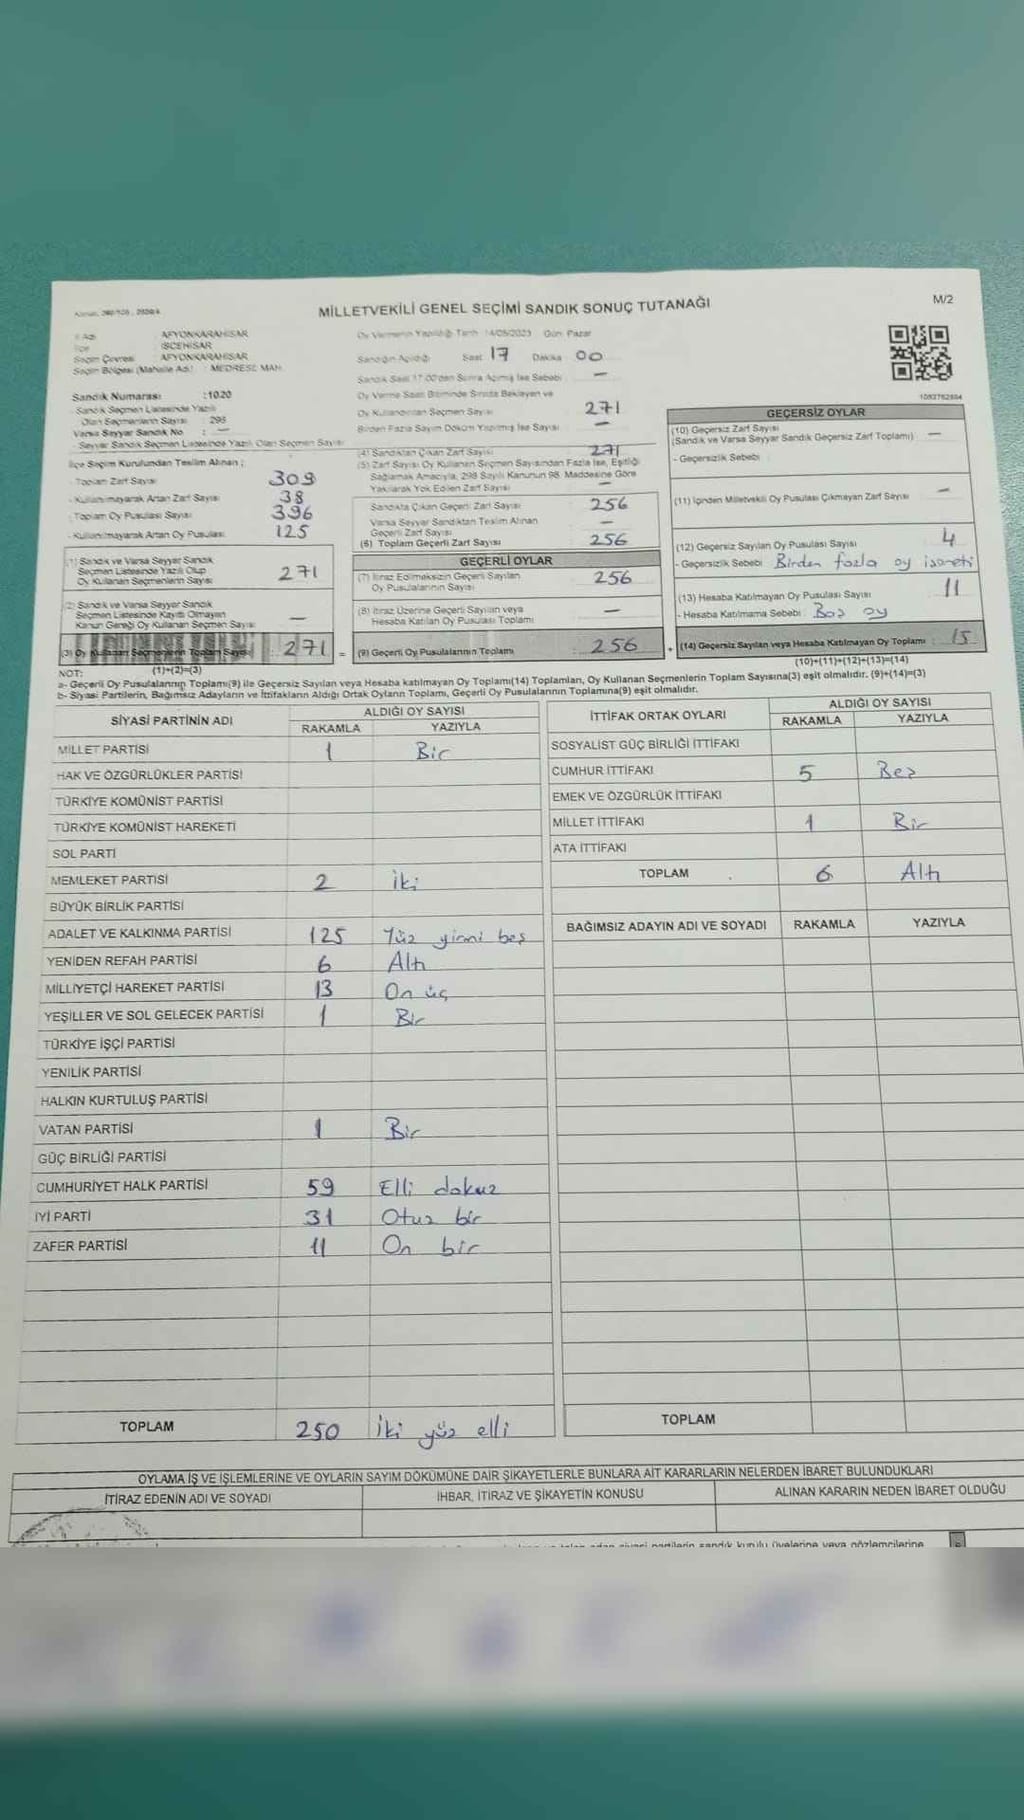 MİLLETVEKİLİ GENEL SEÇİMİ SANDIK SONUÇ TUTANAĞI
M/2
AFYONKARAHİSAR
İSCEHİSAR
Seçim Çevresi : AFYONKARAHİSAR
Seçim Bölgesi (Mahalle Adı) : MEDRESE MAH.
Oy Vermenin Yapıldığı Tarih 14/05/2023 Gün Pazar
Sandığın Açıldığı Saat 17 Dakika 00
Sandık Saat 17:00'den Sonra Açılmış İse Sebebi —
Oy Verme Saati Bitiminde Sırada Bekleyen ve
Oy Kullandırılan Seçmen Sayısı 271
Birden Fazla Sayım Döküm Yapılmış İse Sayısı —
Sandık Numarası :1020
- Sandık Seçmen Listesinde Yazılı
Olan Seçmenlerin Sayısı : 295
Varsa Seyyar Sandık No : —
- Seyyar Sandık Seçmen Listesinde Yazılı Olan Seçmen Sayısı
İlçe Seçim Kurulundan Teslim Alınan ;
- Toplam Zarf Sayısı 309
- Kullanılmayarak Artan Zarf Sayısı 38
- Toplam Oy Pusulası Sayısı 396
- Kullanılmayarak Artan Oy Pusulası 125
(1) Sandık ve Varsa Seyyar Sandık
Seçmen Listesinde Yazılı Olup
Oy Kullanan Seçmenlerin Sayısı 271
(2) Sandık ve Varsa Seyyar Sandık
Seçmen Listesinde Kayıtlı Olmayan
Kanun Gereği Oy Kullanan Seçmen Sayısı —
(3) Oy Kullanan Seçmenlerin Toplam Sayısı : 271 =
(4) Sandıktan Çıkan Zarf Sayısı 271
(5) Zarf Sayısı Oy Kullanan Seçmen Sayısından Fazla İse, Eşitliği
Sağlamak Amacıyla, 298 Sayılı Kanunun 98. Maddesine Göre
Yakılarak Yok Edilen Zarf Sayısı —
Sandıkta Çıkan Geçerli Zarf Sayısı 256
Varsa Seyyar Sandıktan Teslim Alınan
Geçerli Zarf Sayısı —
(6) Toplam Geçerli Zarf Sayısı 256
GEÇERLİ OYLAR
(7) İtiraz Edilmeksizin Geçerli Sayılan
Oy Pusulalarının Sayısı 256
(8) İtiraz Üzerine Geçerli Sayılan veya
Hesaba Katılan Oy Pusulası Toplamı —
(9) Geçerli Oy Pusulalarının Toplamı : 256 +
1082762884
GEÇERSİZ OYLAR
(10) Geçersiz Zarf Sayısı
(Sandık ve Varsa Seyyar Sandık Geçersiz Zarf Toplamı) —
- Geçersizlik Sebebi :
(11) İçinden Milletvekili Oy Pusulası Çıkmayan Zarf Sayısı —
(12) Geçersiz Sayılan Oy Pusulası Sayısı 4
- Geçersizlik Sebebi : Birden fazla oy işareti
(13) Hesaba Katılmayan Oy Pusulası Sayısı 11
- Hesaba Katılmama Sebebi : Boş oy
(14) Geçersiz Sayılan veya Hesaba Katılmayan Oy Toplamı : 15
NOT: (1)+(2)=(3)
(10)+(11)+(12)+(13)=(14)
a- Geçerli Oy Pusulalarının Toplamı(9) ile Geçersiz Sayılan veya Hesaba katılmayan Oy Toplamı(14) Toplamları, Oy Kullanan Seçmenlerin Toplam Sayısına(3) eşit olmalıdır. (9)+(14)=(3)
b- Siyasi Partilerin, Bağımsız Adayların ve İttifakların Aldığı Ortak Oyların Toplamı, Geçerli Oy Pusulalarının Toplamına(9) eşit olmalıdır.
SİYASİ PARTİNİN ADI ALDIĞI OY SAYISI
RAKAMLA YAZIYLA
MİLLET PARTİSİ 1 Bir
HAK VE ÖZGÜRLÜKLER PARTİSİ
TÜRKİYE KOMÜNİST PARTİSİ
TÜRKİYE KOMÜNİST HAREKETİ
SOL PARTİ
MEMLEKET PARTİSİ 2 iki
BÜYÜK BİRLİK PARTİSİ
ADALET VE KALKINMA PARTİSİ 125 Yüz yirmi beş
YENİDEN REFAH PARTİSİ 6 Altı
MİLLİYETÇİ HAREKET PARTİSİ 13 On üç
YEŞİLLER VE SOL GELECEK PARTİSİ 1 Bir
TÜRKİYE İŞÇİ PARTİSİ
YENİLİK PARTİSİ
HALKIN KURTULUŞ PARTİSİ
VATAN PARTİSİ 1 Bir
GÜÇ BİRLİĞİ PARTİSİ
CUMHURİYET HALK PARTİSİ 59 Elli dokuz
İYİ PARTİ 31 Otuz bir
ZAFER PARTİSİ 11 On bir
TOPLAM 250 İki yüz elli
İTTİFAK ORTAK OYLARI ALDIĞI OY SAYISI
RAKAMLA YAZIYLA
SOSYALİST GÜÇ BİRLİĞİ İTTİFAKI
CUMHUR İTTİFAKI 5 Beş
EMEK VE ÖZGÜRLÜK İTTİFAKI
MİLLET İTTİFAKI 1 Bir
ATA İTTİFAKI
TOPLAM 6 Altı
BAĞIMSIZ ADAYIN ADI VE SOYADI RAKAMLA YAZIYLA
TOPLAM
OYLAMA İŞ VE İŞLEMLERİNE VE OYLARIN SAYIM DÖKÜMÜNE DAİR ŞİKAYETLERLE BUNLARA AİT KARARLARIN NELERDEN İBARET BULUNDUKLARI
İTİRAZ EDENİN ADI VE SOYADI İHBAR, İTİRAZ VE ŞİKAYETİN KONUSU ALINAN KARARIN NEDEN İBARET OLDUĞU